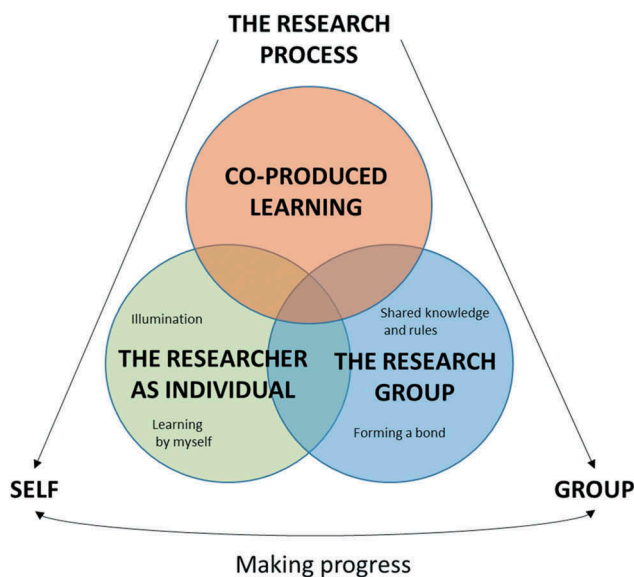 THE RESEARCH
PROCESS
CO-PRODUCED
LEARNING
Illumination
THE RESEARCHER
AS INDIVIDUAL
Learning
by myself
Shared knowledge
and rules
THE RESEARCH
GROUP
Forming a bond
SELF
GROUP
Making progress